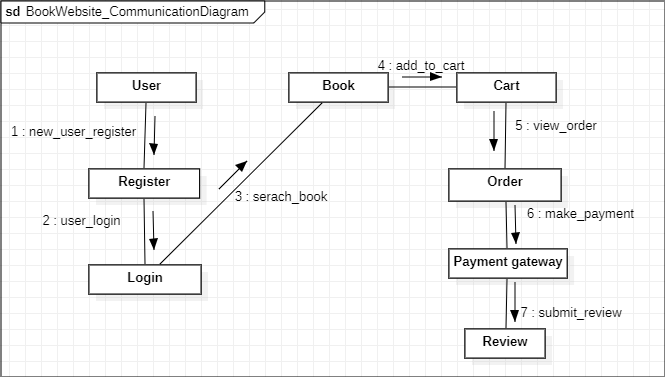 sd BookWebsite_CommunicationDiagram
4 : add_to_cart
User
Book
Cart
1 : new_user_register
5 : view_order
Register
Order
3 : serach_book
2 : user_login
6 : make_payment
Login
Payment gateway
7 : submit_review
Review